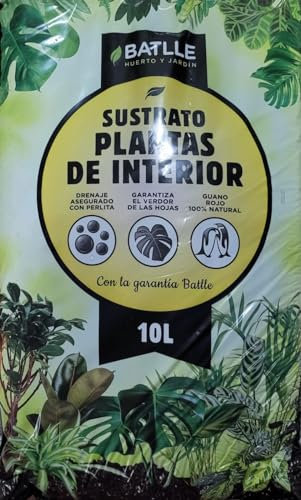 BATLLE
HUERTO Y JARDÍN
SUSTRATO
PLANTAS
DE INTERIOR
DRENAJE
ASEGURADO
CON PERLITA
GARANTIZA
EL VERDOR
DE LAS HOJAS
GUANO
ROJO
100% NATURAL
Con la garantía Batlle
10L